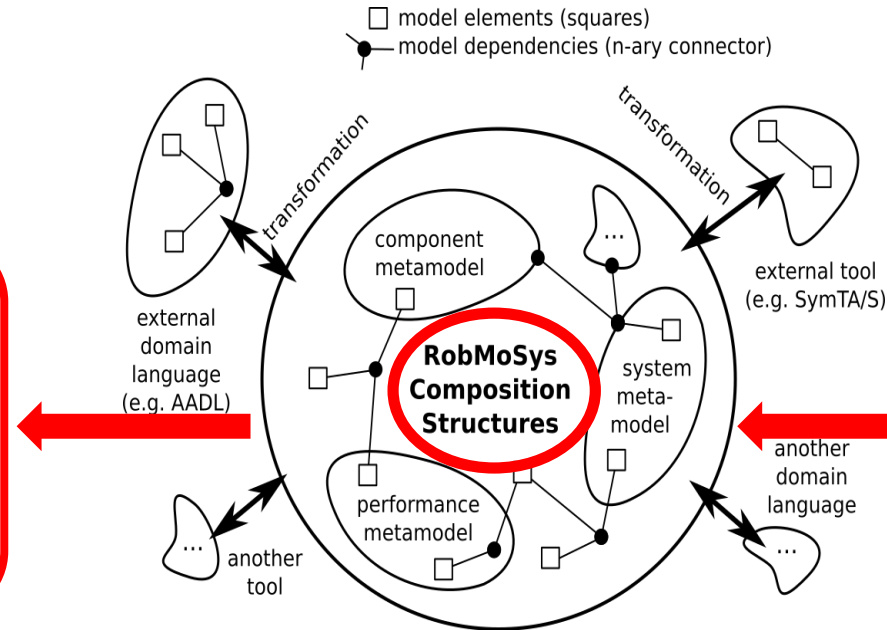 model elements (squares)
model dependencies (n-ary connector)
transformation
transformation
component
metamodel
...
external tool
(e.g. SymTA/S)
external
domain
language
(e.g. AADL)
RobMoSys
Composition
Structures
system
meta-
model
another
domain
language
performance
metamodel
...
another
tool
...